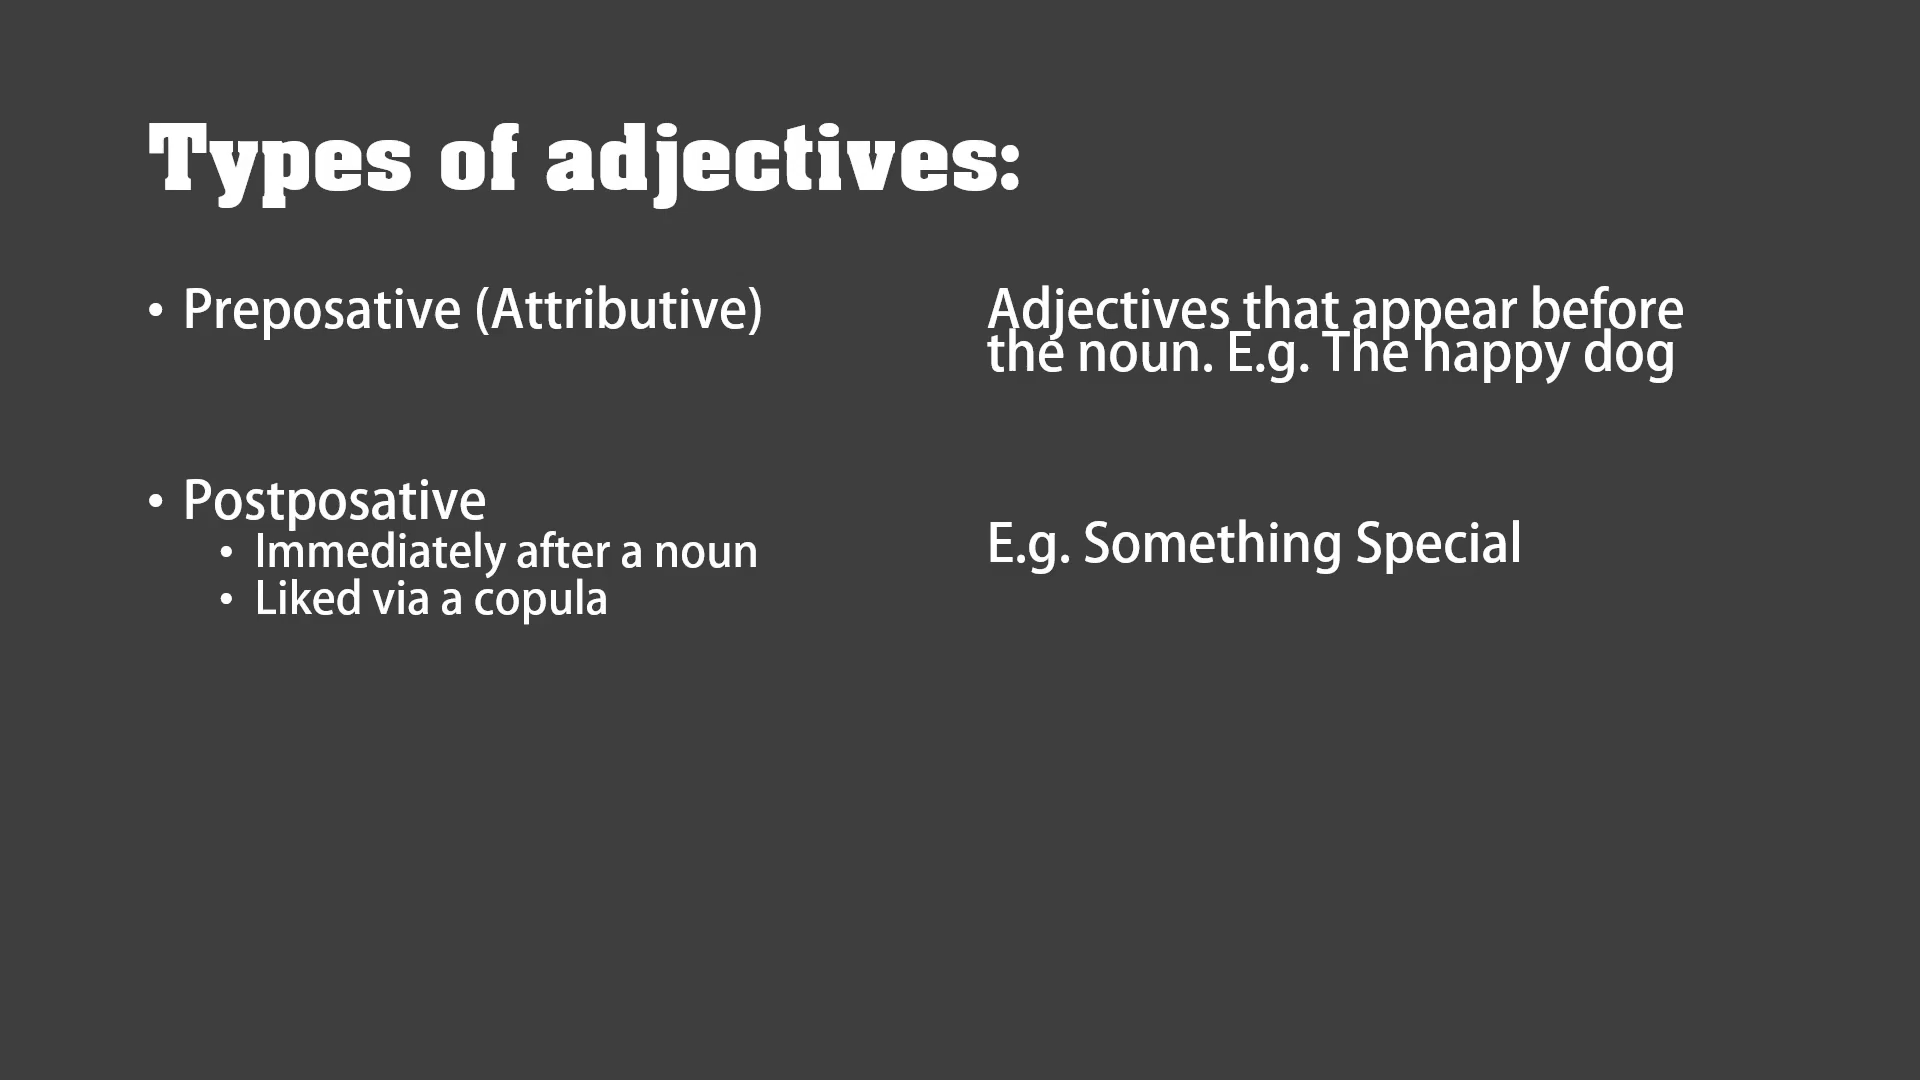 Types of adjectives:
• Preposative (Attributive)
Adjectives that appear before
the noun. E.g. The happy dog
• Postposative
• Immediately after a noun
• Liked via a copula
E.g. Something Special